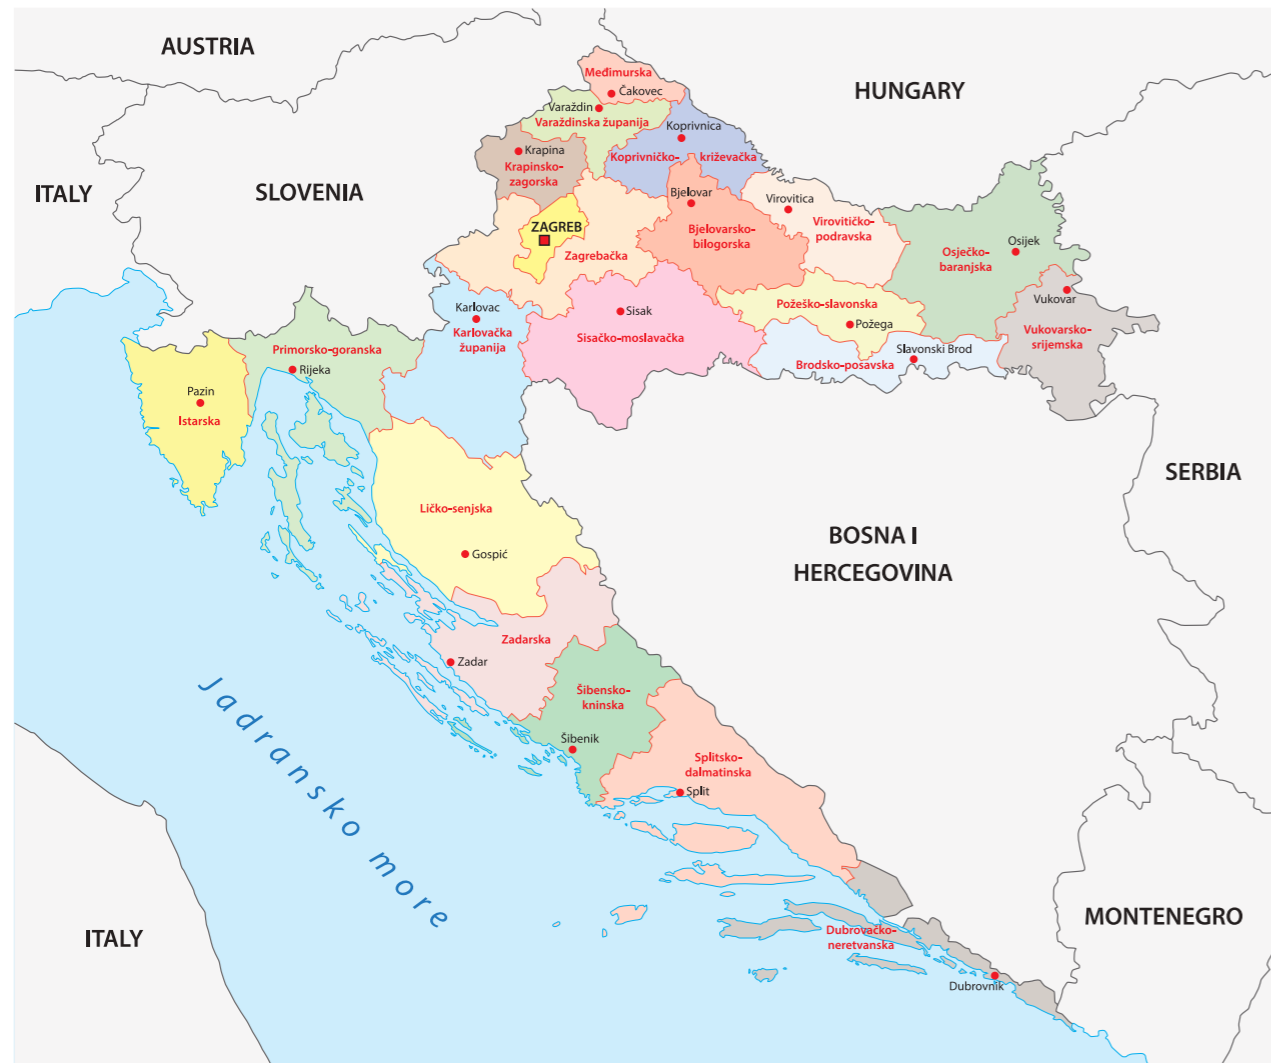 AUSTRIA
HUNGARY
Međimurska
Čakovec
Varaždin
Varaždinska županija
Koprivnica
Krapina
Krapinsko-
zagorska
Koprivničko-
križevačka
ITALY
SLOVENIA
Bjelovar
Bjelovarsko-
bilogorska
Virovitica
Virovitičko-
podravska
ZAGREB
Zagrebačka
Osijek
Osječko-
baranjska
Vukovar
Vukovarsko-
srijemska
Karlovac
Karlovačka
županija
Sisak
Sisačko-moslavačka
Požeško-slavonska
Požega
Slavonski Brod
Brodsko-posavska
Primorsko-goranska
Rijeka
Pazin
Istarska
SERBIA
Ličko-senjska
Gospić
BOSNA I
HERCEGOVINA
Zadarska
Zadar
Šibensko-
kninska
Šibenik
Jadransko more
Splitsko-
dalmatinska
Split
ITALY
MONTENEGRO
Dubrovačko-
neretvanska
Dubrovnik